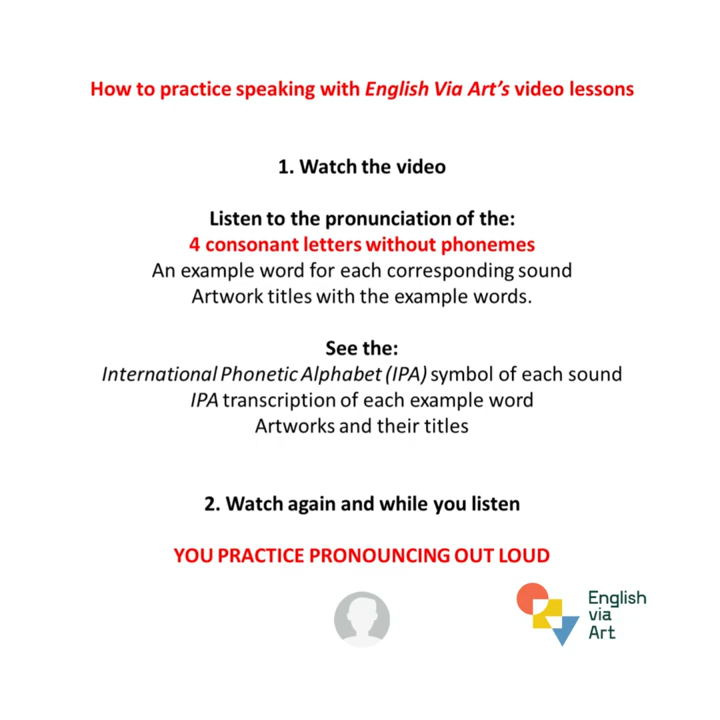 How to practice speaking with English Via Art's video lessons
1. Watch the video
Listen to the pronunciation of the:
4 consonant letters without phonemes
An example word for each corresponding sound
Artwork titles with the example words.
See the:
International Phonetic Alphabet (IPA) symbol of each sound
IPA transcription of each example word
Artworks and their titles
2. Watch again and while you listen
YOU PRACTICE PRONOUNCING OUT LOUD
English
via
Art